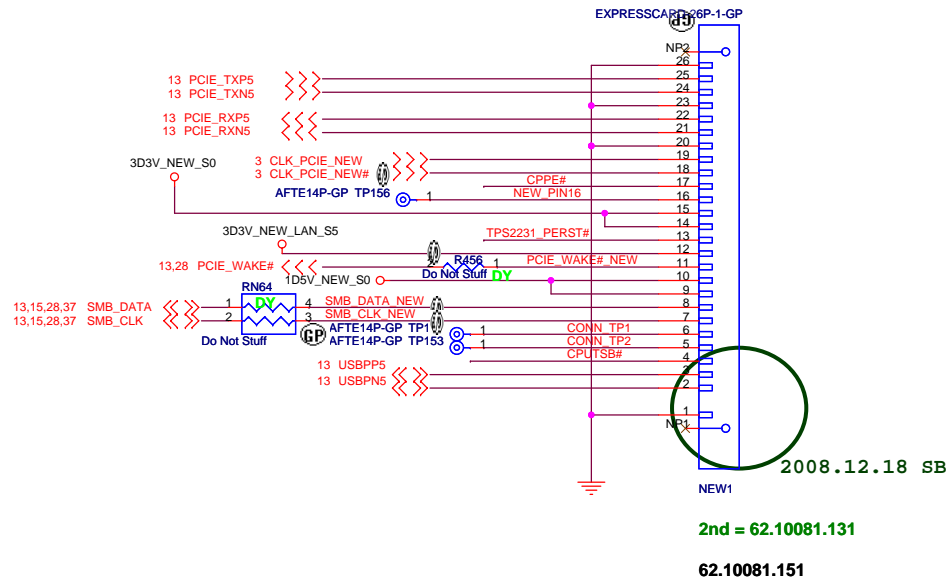 EXPRESSCARD-26P-1-GP
NP2
26
13 PCIE_TXP5 25
13 PCIE_TXN5 24
23
13 PCIE_RXP5 22
13 PCIE_RXN5 21
20
3D3V_NEW_S0
3 CLK_PCIE_NEW 19
3 CLK_PCIE_NEW# 18
CPPE# 17
AFTE14P-GP TP156 1 NEW_PIN16 16
15
14
3D3V_NEW_LAN_S5
TPS2231_PERST# 13
12
13,28 PCIE_WAKE# 2 R456 1 PCIE_WAKE#_NEW 11
Do Not Stuff DY
1D5V_NEW_S0 10
9
RN64
DY
13,15,28,37 SMB_DATA 1 4 SMB_DATA_NEW 8
13,15,28,37 SMB_CLK 2 3 SMB_CLK_NEW 7
Do Not Stuff
GP
AFTE14P-GP TP1 1 CONN_TP1 6
AFTE14P-GP TP153 1 CONN_TP2 5
CPUTSB# 4
13 USBPP5 3
13 USBPN5 2
1
NP1
2008.12.18 SB
NEW1
2nd = 62.10081.131
62.10081.151